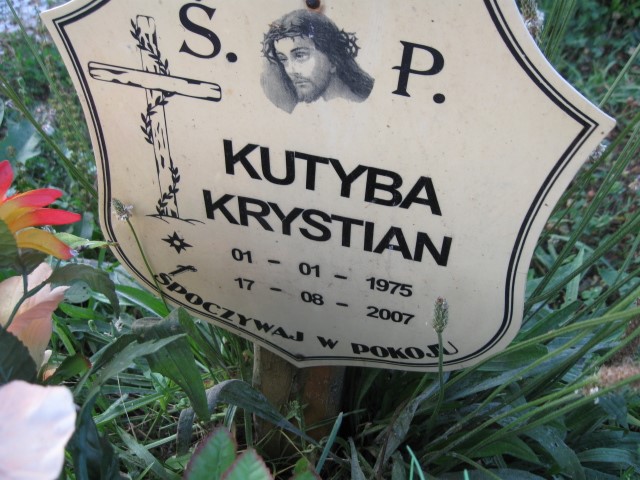 Ś. P.
KUTYBA
KRYSTIAN
01 - 01 - 1975
17 - 08 - 2007
SPOCZYWAJ W POKOJU